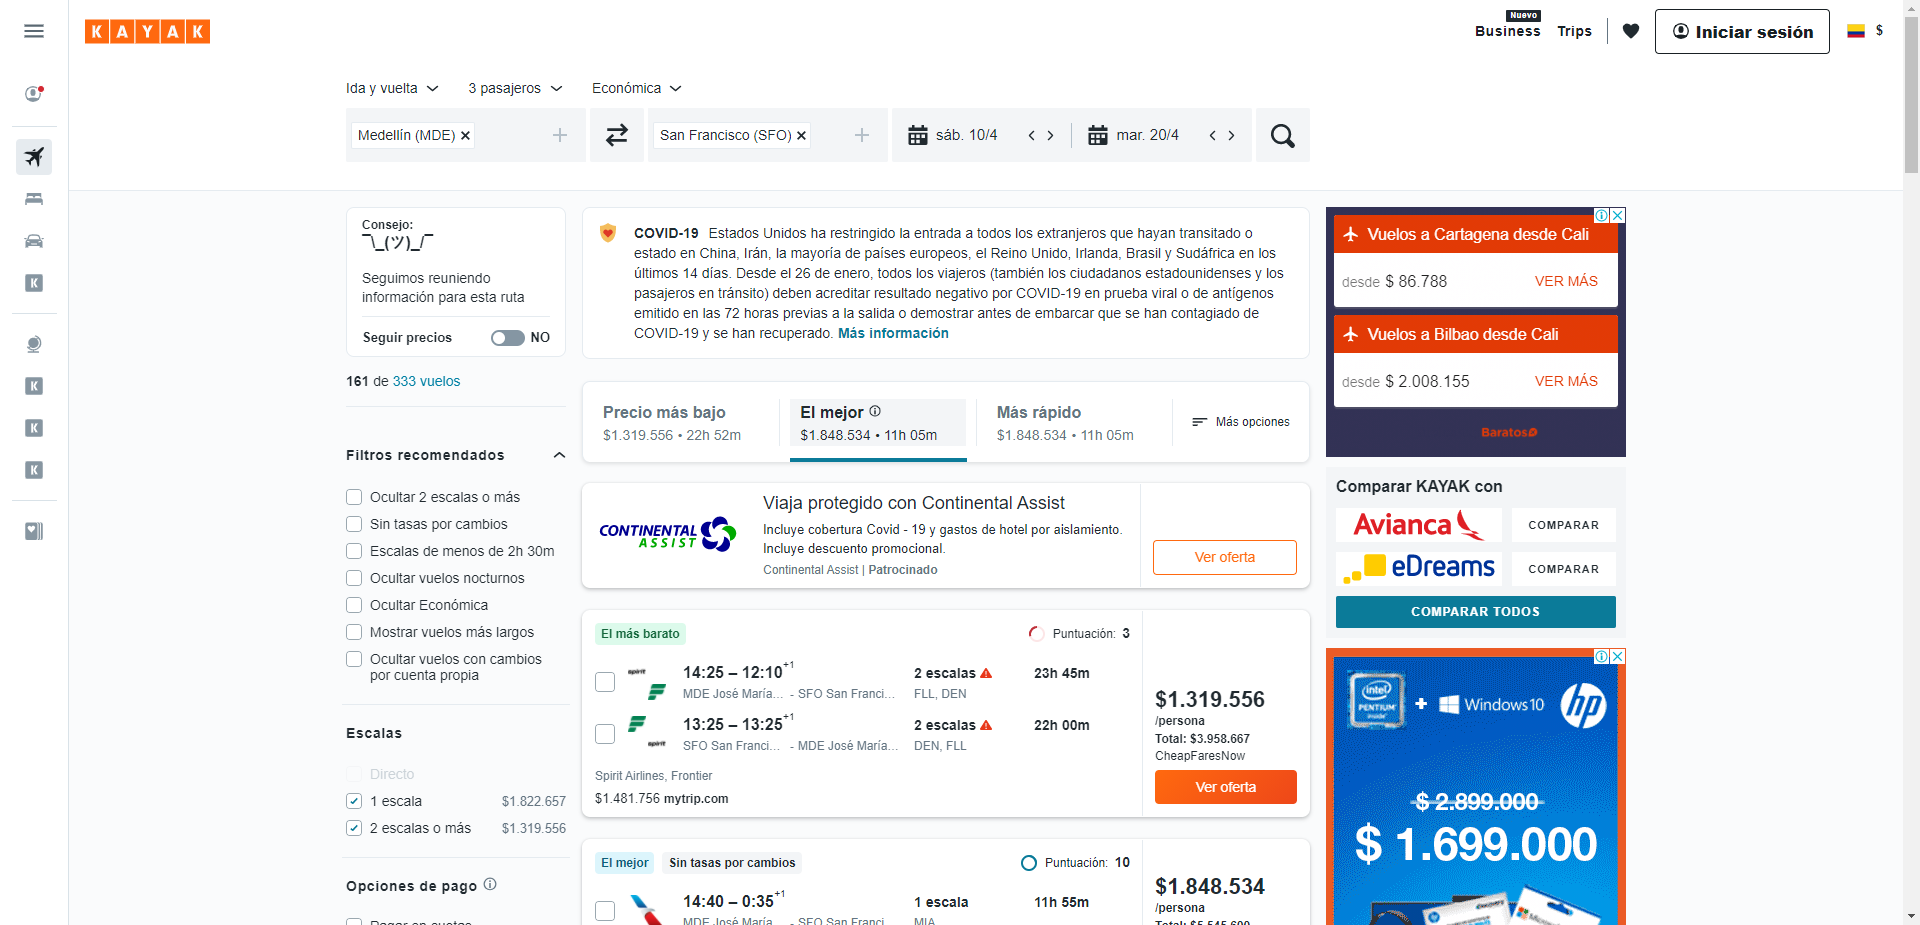 KAYAK
Nuevo
Business
Trips
Iniciar sesión
$
Ida y vuelta
3 pasajeros
Económica
Medellín (MDE)
San Francisco (SFO)
sáb. 10/4
mar. 20/4
Consejo:
¯\_(ツ)_/¯
Seguimos reuniendo
información para esta ruta
Seguir precios
NO
161 de 333 vuelos
Filtros recomendados
Ocultar 2 escalas o más
Sin tasas por cambios
Escalas de menos de 2h 30m
Ocultar vuelos nocturnos
Ocultar Económica
Mostrar vuelos más largos
Ocultar vuelos con cambios
por cuenta propia
Escalas
Directo
1 escala $1.822.657
2 escalas o más $1.319.556
Opciones de pago
Pagar en cuotas
COVID-19 Estados Unidos ha restringido la entrada a todos los extranjeros que hayan transitado o
estado en China, Irán, la mayoría de países europeos, el Reino Unido, Irlanda, Brasil y Sudáfrica en los
últimos 14 días. Desde el 26 de enero, todos los viajeros (también los ciudadanos estadounidenses y los
pasajeros en tránsito) deben acreditar resultado negativo por COVID-19 en prueba viral o de antígenos
emitido en las 72 horas previas a la salida o demostrar antes de embarcar que se han contagiado de
COVID-19 y se han recuperado. Más información
Precio más bajo
$1.319.556 • 22h 52m
El mejor
$1.848.534 • 11h 05m
Más rápido
$1.848.534 • 11h 05m
Más opciones
CONTINENTAL
ASSIST
Viaja protegido con Continental Assist
Incluye cobertura Covid - 19 y gastos de hotel por aislamiento.
Incluye descuento promocional.
Continental Assist | Patrocinado
Ver oferta
El más barato
Puntuación: 3
spirit
14:25 – 12:10+1
2 escalas
23h 45m
MDE José María... - SFO San Franci...
FLL, DEN
13:25 – 13:25+1
2 escalas
22h 00m
spirit
SFO San Franci... - MDE José María...
DEN, FLL
Spirit Airlines, Frontier
$1.481.756 mytrip.com
$1.319.556
/persona
Total: $3.958.667
CheapFaresNow
Ver oferta
El mejor
Sin tasas por cambios
Puntuación: 10
14:40 – 0:35+1
1 escala
11h 55m
MDE José María... - SFO San Franci...
MIA
$1.848.534
/persona
Total: $5.545.600
Vuelos a Cartagena desde Cali
desde $ 86.788
VER MÁS
Vuelos a Bilbao desde Cali
desde $ 2.008.155
VER MÁS
Baratos
Comparar KAYAK con
Avianca
COMPARAR
eDreams
COMPARAR
COMPARAR TODOS
intel
PENTIUM
inside
+
Windows 10
hp
$ 2.899.000
$ 1.699.000
Microsoft